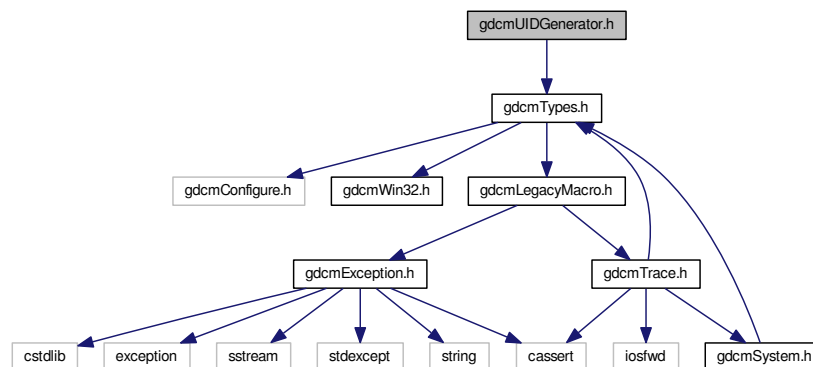 gdcmUIDGenerator.h
gdcmTypes.h
gdcmConfigure.h
gdcmWin32.h
gdcmLegacyMacro.h
gdcmException.h
gdcmTrace.h
cstdlib
exception
sstream
stdexcept
string
cassert
iosfwd
gdcmSystem.h